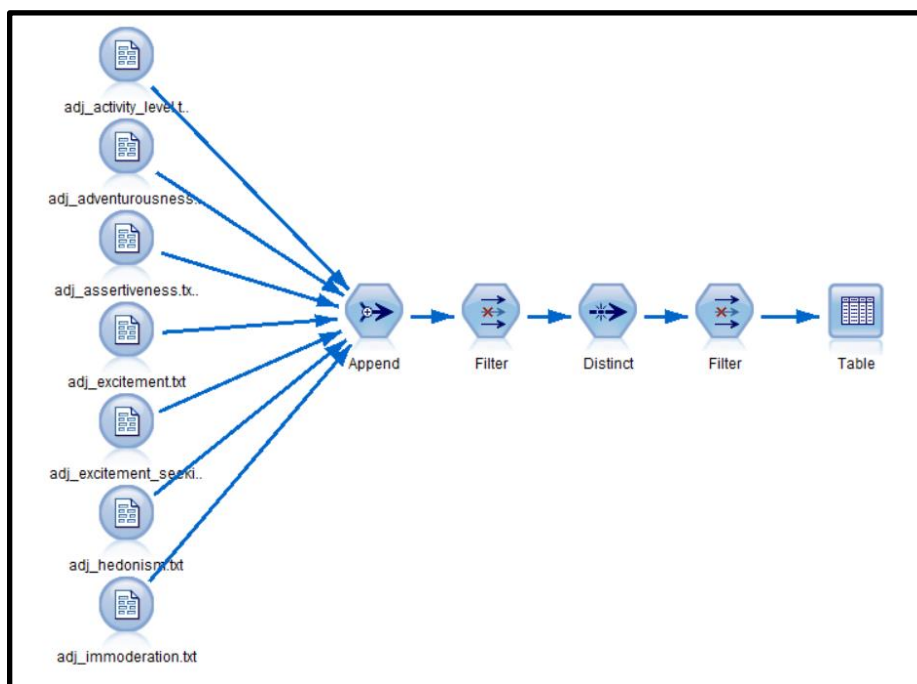 adj_activity_level.t..
adj_adventurousness..
adj_assertiveness.tx..
adj_excitement.txt
adj_excitement_seeki..
adj_hedonism.txt
adj_immoderation.txt
Append
Filter
Distinct
Filter
Table